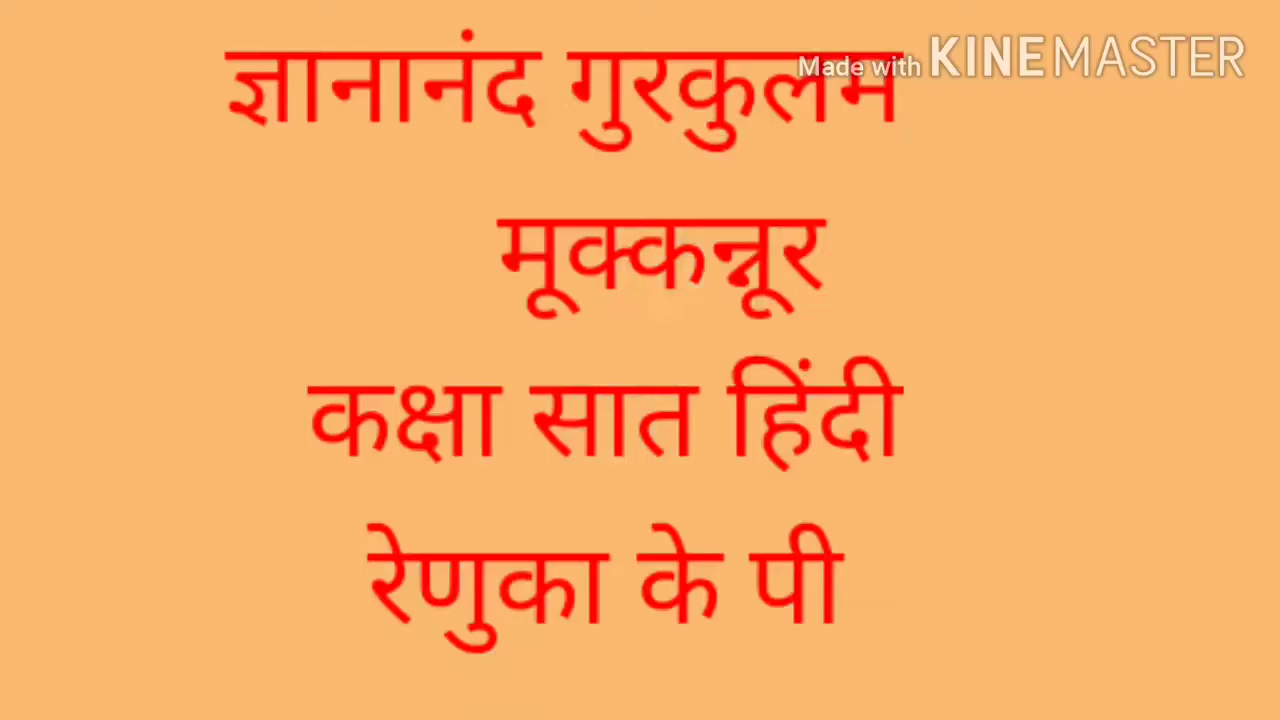 Made with KINEMASTER
ज्ञानानंद गुरकुलम
मूक्कन्नूर
कक्षा सात हिंदी
रेणुका के पी